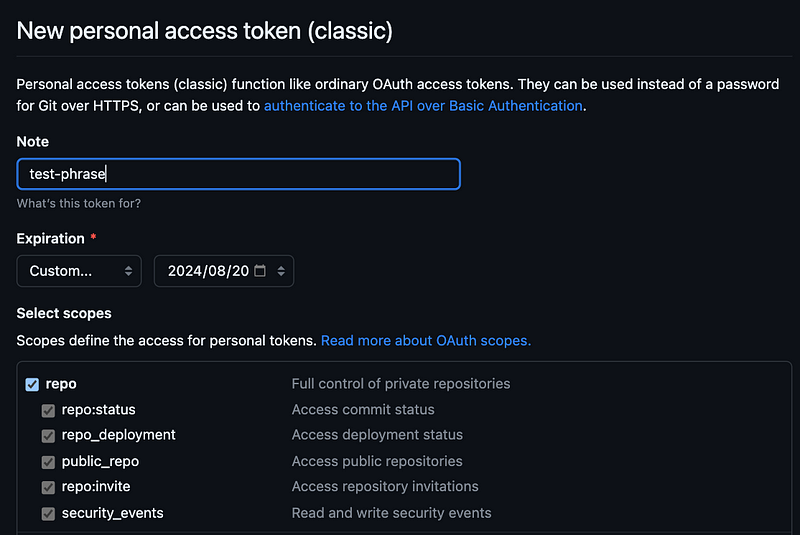 New personal access token (classic)
Personal access tokens (classic) function like ordinary OAuth access tokens. They can be used instead of a password
for Git over HTTPS, or can be used to authenticate to the API over Basic Authentication.
Note
test-phrase
What's this token for?
Expiration *
Custom... 2024/08/20
Select scopes
Scopes define the access for personal tokens. Read more about OAuth scopes.
repo Full control of private repositories
repo:status Access commit status
repo_deployment Access deployment status
public_repo Access public repositories
repo:invite Access repository invitations
security_events Read and write security events